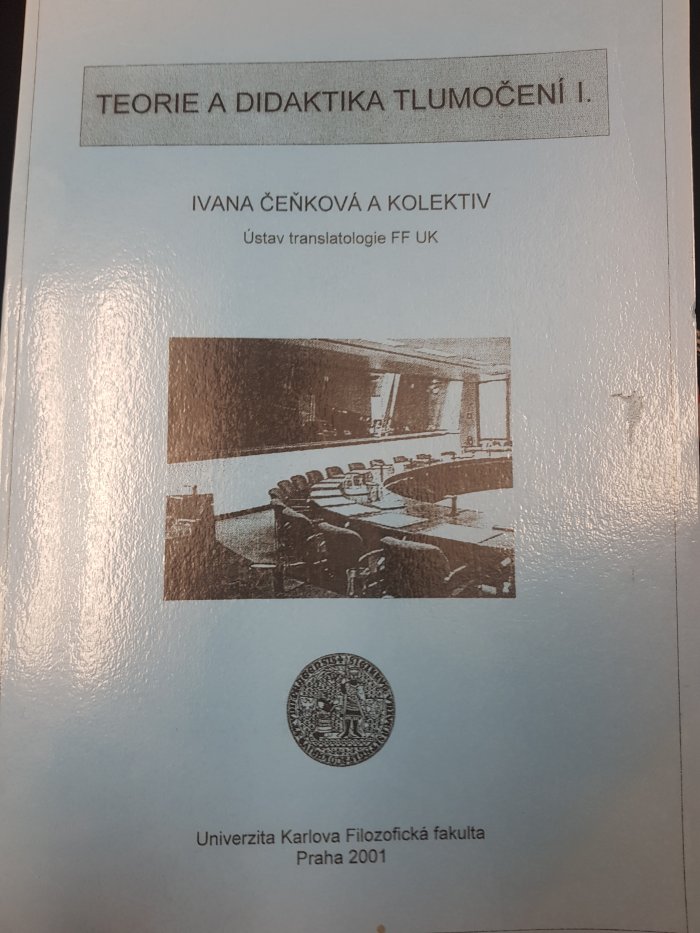 TEORIE A DIDAKTIKA TLUMOČENÍ I.
IVANA ČEŇKOVÁ A KOLEKTIV
Ústav translatologie FF UK
Univerzita Karlova Filozofická fakulta
Praha 2001